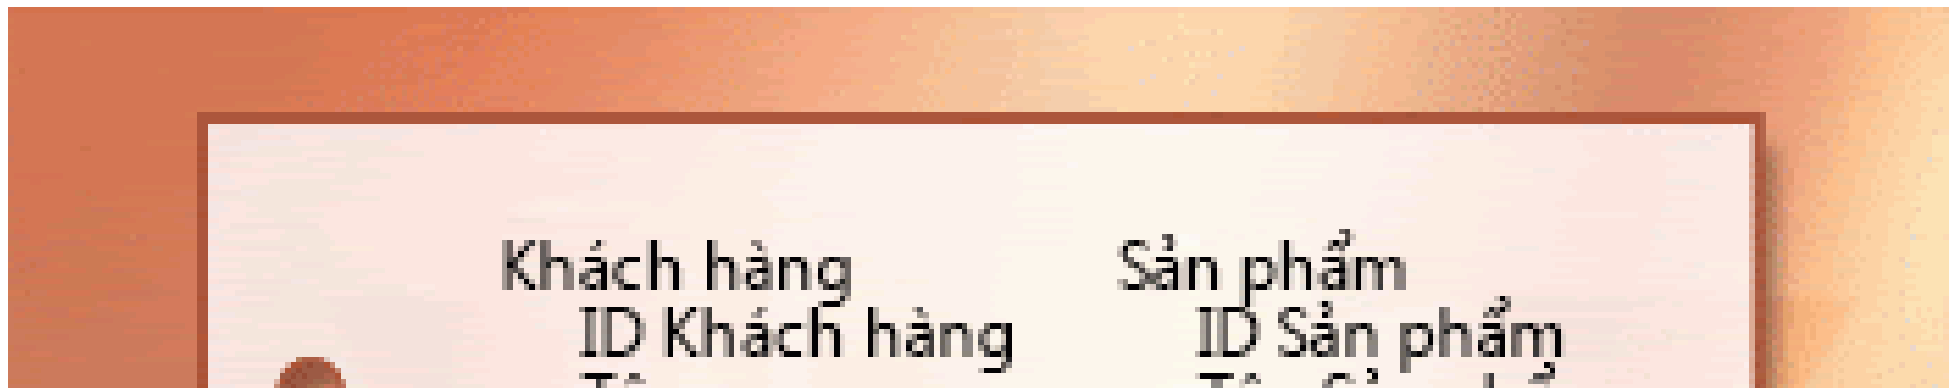 Khách hàng
ID Khách hàng
Sản phẩm
ID Sản phẩm